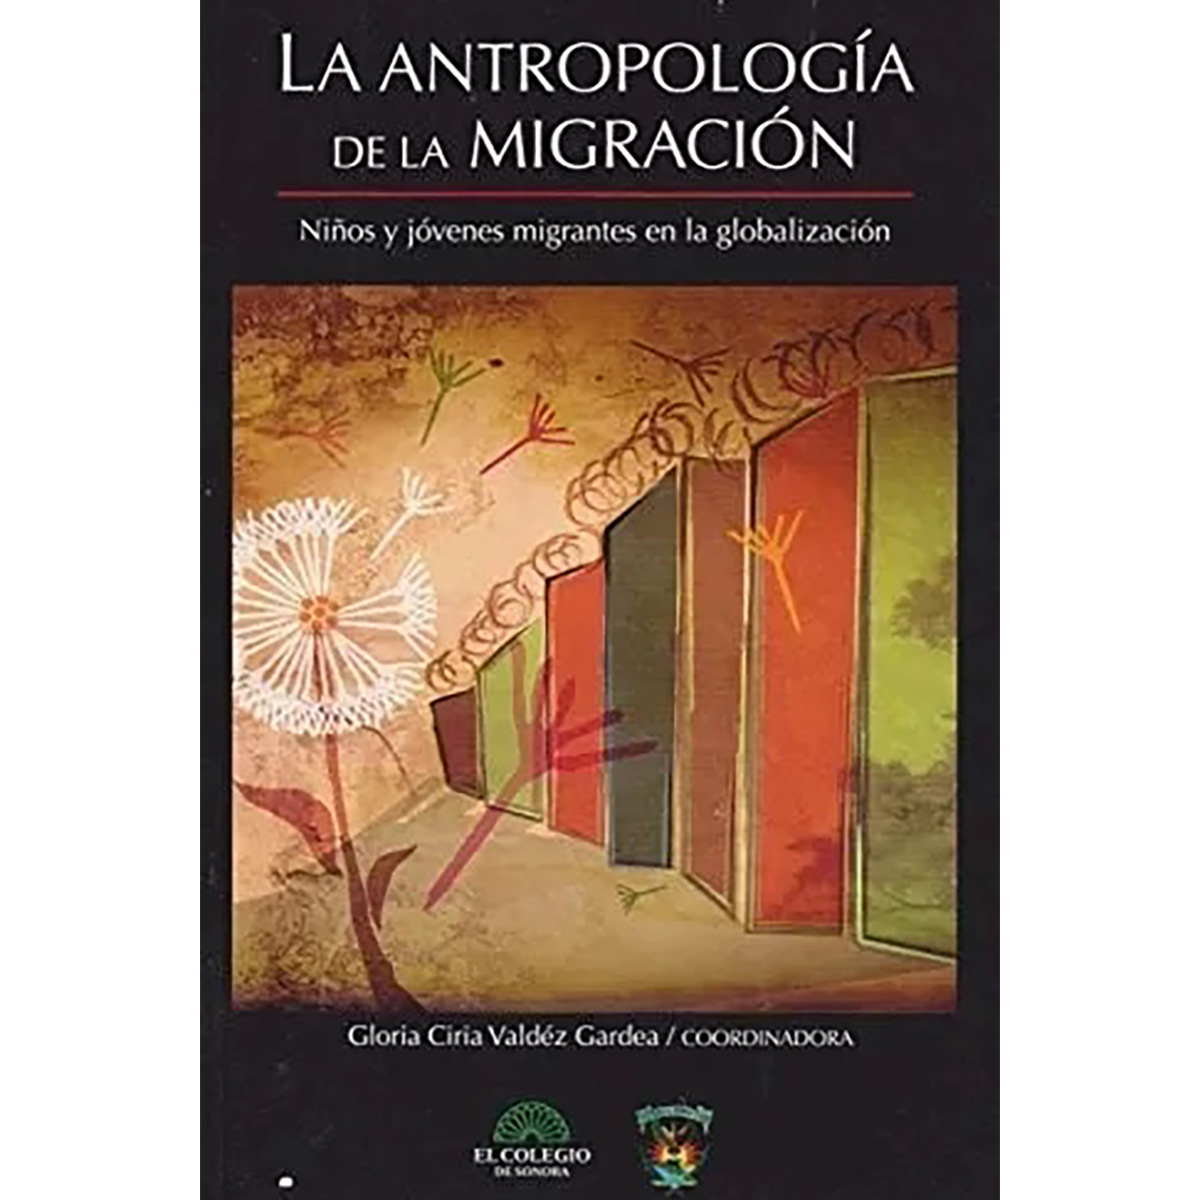 LA ANTROPOLOGÍA
DE LA MIGRACIÓN
Niños y jóvenes migrantes en la globalización
Gloria Ciria Valdéz Gardea / COORDINADORA
EL COLEGIO
DE SONORA